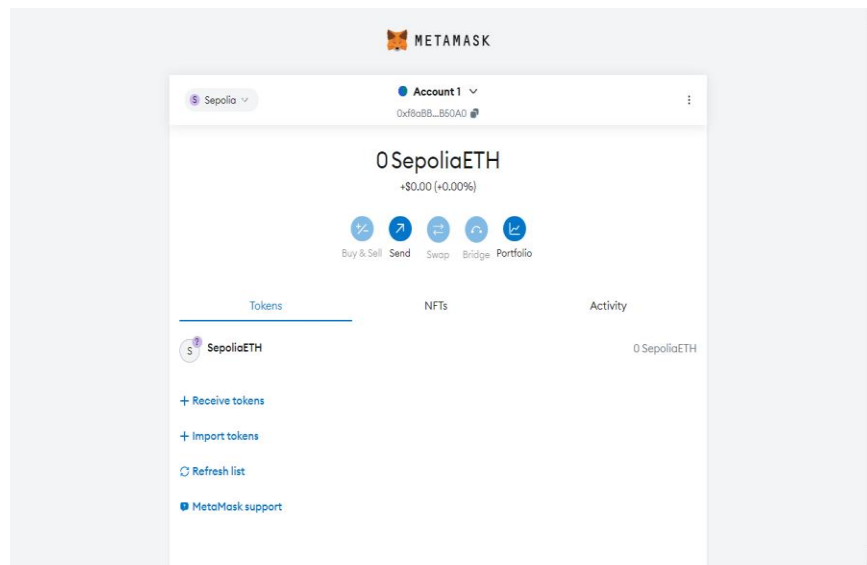 METAMASK
S Sepolia
Account 1
0xf8aBB...B60A0
0 SepoliaETH
+$0.00 (+0.00%)
Buy & Sell Send Swap Bridge Portfolio
Tokens NFTs Activity
S ? SepoliaETH 0 SepoliaETH
+ Receive tokens
+ Import tokens
Refresh list
MetaMask support